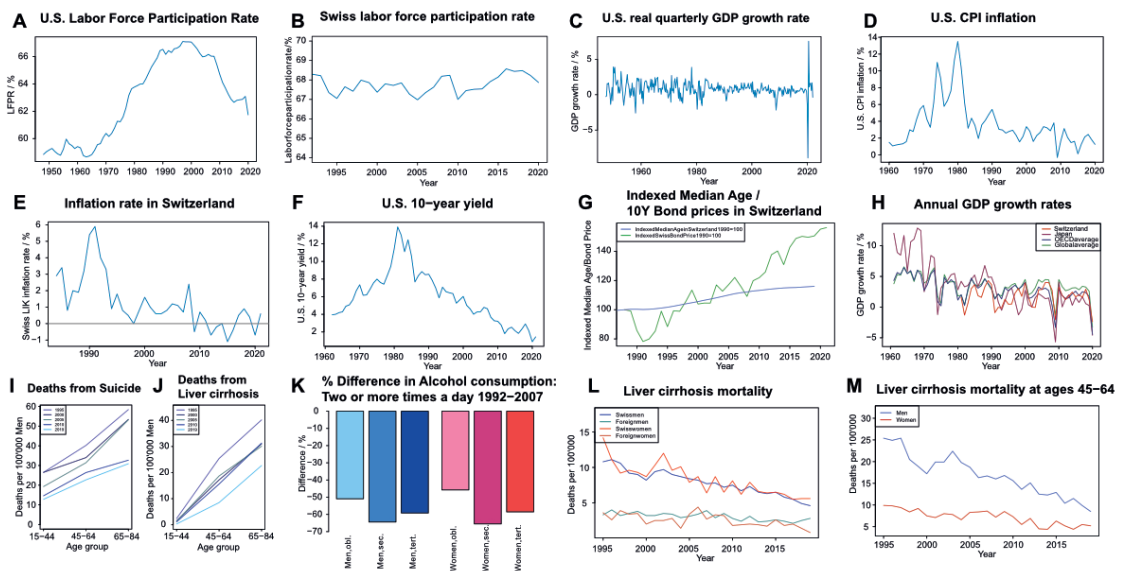 A
U.S. Labor Force Participation Rate
LFPR / %
66
64
62
60
1950 1960 1970 1980 1990 2000 2010 2020
Year
B
Swiss labor force participation rate
Laborforceparticipationrate/%
70
69
68
67
66
65
64
1995 2000 2005 2010 2015 2020
Year
C
U.S. real quarterly GDP growth rate
GDP growth rate / %
5
0
−5
1960 1980 2000 2020
Year
D
U.S. CPI inflation
U.S. CPI inflation / %
14
12
10
8
6
4
2
0
1960 1970 1980 1990 2000 2010 2020
Year
E
Inflation rate in Switzerland
Swiss LIK inflation rate / %
6
5
4
3
2
1
0
−1
1990 2000 2010 2020
Year
F
U.S. 10−year yield
U.S. 10−year yield / %
14
12
10
8
6
4
2
1960 1970 1980 1990 2000 2010 2020
Year
G
Indexed Median Age /
10Y Bond prices in Switzerland
IndexedMedianAgeinSwitzerland1990=100
IndexedSwissBondPrice1990=100
Indexed Median Age/Bond Price
140
120
100
80
1990 1995 2000 2005 2010 2015 2020
Year
H
Annual GDP growth rates
Switzerland
Japan
OECDaverage
Globalaverage
GDP growth rate / %
10
5
0
−5
1960 1970 1980 1990 2000 2010 2020
Year
I
Deaths from Suicide
Deaths per 100'000 Men
60
50
40
30
20
10
0
15−44 45−64 65−84
Age group
J
Deaths from
Liver cirrhosis
Deaths per 100'000 Men
40
30
20
10
0
15−44 45−64 65−84
Age group
K
% Difference in Alcohol consumption:
Two or more times a day 1992−2007
Difference / %
0
−10
−20
−30
−40
−50
−60
−70
Men,obl.
Men,sec.
Men,tert.
Women,obl.
Women,sec.
Women,tert.
L
Liver cirrhosis mortality
Swissmen
Foreignmen
Swisswomen
Foreignwomen
Deaths per 100'000
15
10
5
1995 2000 2005 2010 2015
Year
M
Liver cirrhosis mortality at ages 45−64
Men
Women
Deaths per 100'000
30
25
20
15
10
5
1995 2000 2005 2010 2015
Year